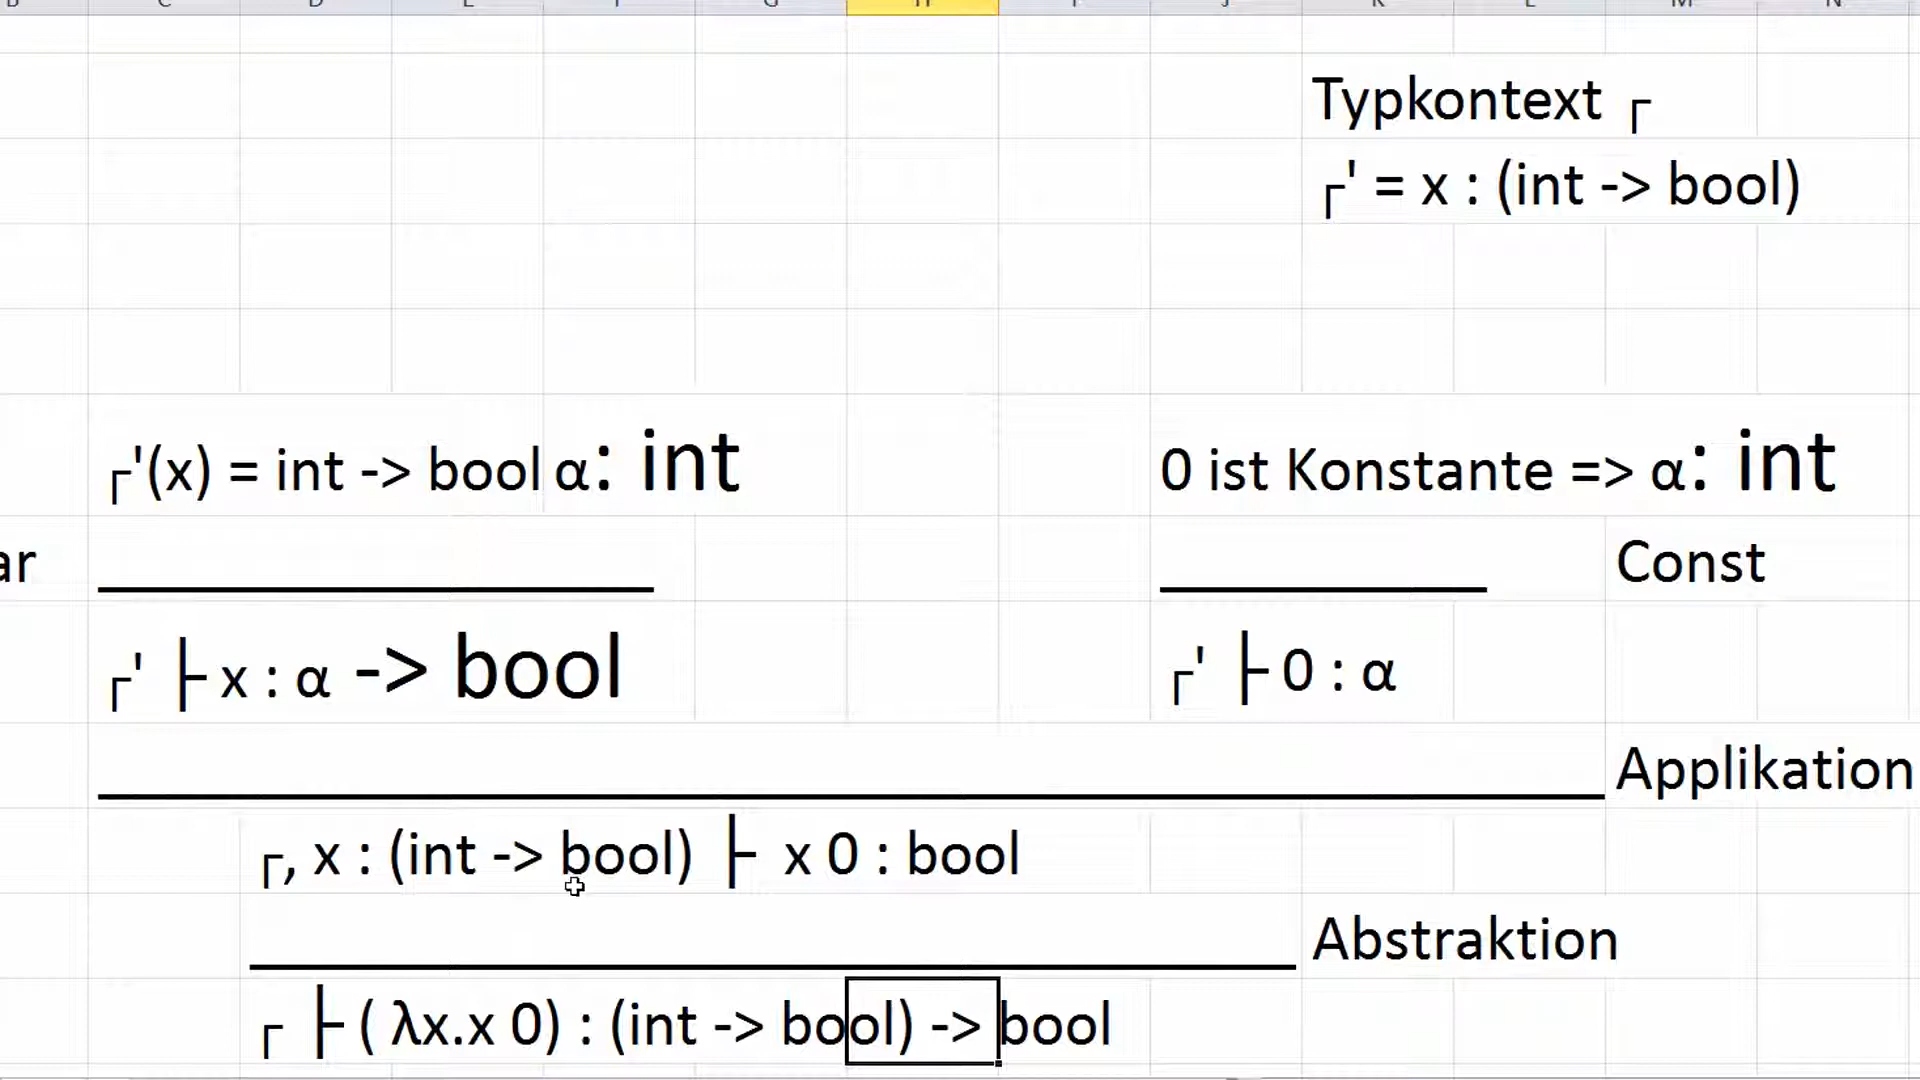 B C D E F G H I J K L M N
Typkontext ┌
┌' = x : (int -> bool)
┌'(x) = int -> bool α: int
0 ist Konstante => α: int
ar
Const
┌' ├ x : α -> bool
┌' ├ 0 : α
Applikation
┌, x : (int -> bool) ├ x 0 : bool
Abstraktion
┌ ├ ( λx.x 0) : (int -> bool) -> bool